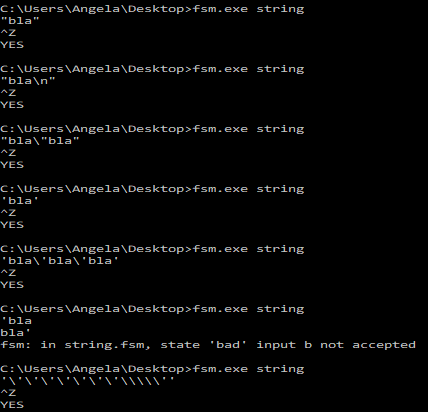 C:\Users\Angela\Desktop>fsm.exe string
"bla"
^Z
YES
C:\Users\Angela\Desktop>fsm.exe string
"bla\n"
^Z
YES
C:\Users\Angela\Desktop>fsm.exe string
"bla\"bla"
^Z
YES
C:\Users\Angela\Desktop>fsm.exe string
'bla'
^Z
YES
C:\Users\Angela\Desktop>fsm.exe string
'bla\'bla\'bla'
^Z
YES
C:\Users\Angela\Desktop>fsm.exe string
'bla
bla'
fsm: in string.fsm, state 'bad' input b not accepted
C:\Users\Angela\Desktop>fsm.exe string
'\'\'\'\'\'\'\'\\\\\''
^Z
YES